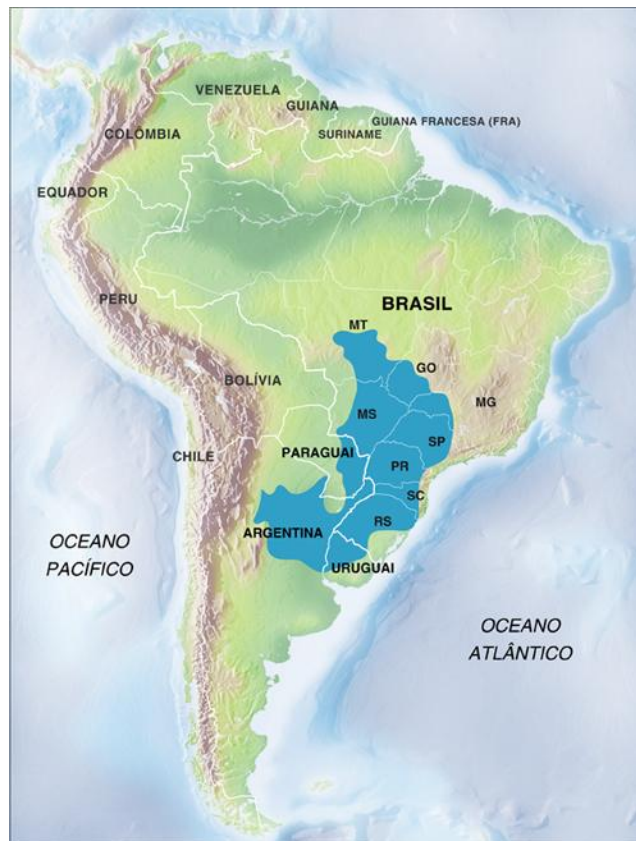 VENEZUELA
GUIANA
GUIANA FRANCESA (FRA)
SURINAME
COLÔMBIA
EQUADOR
BRASIL
PERU
MT
GO
BOLÍVIA
MS
MG
SP
PARAGUAI
CHILE
PR
SC
RS
ARGENTINA
OCEANO
PACÍFICO
URUGUAI
OCEANO
ATLÂNTICO